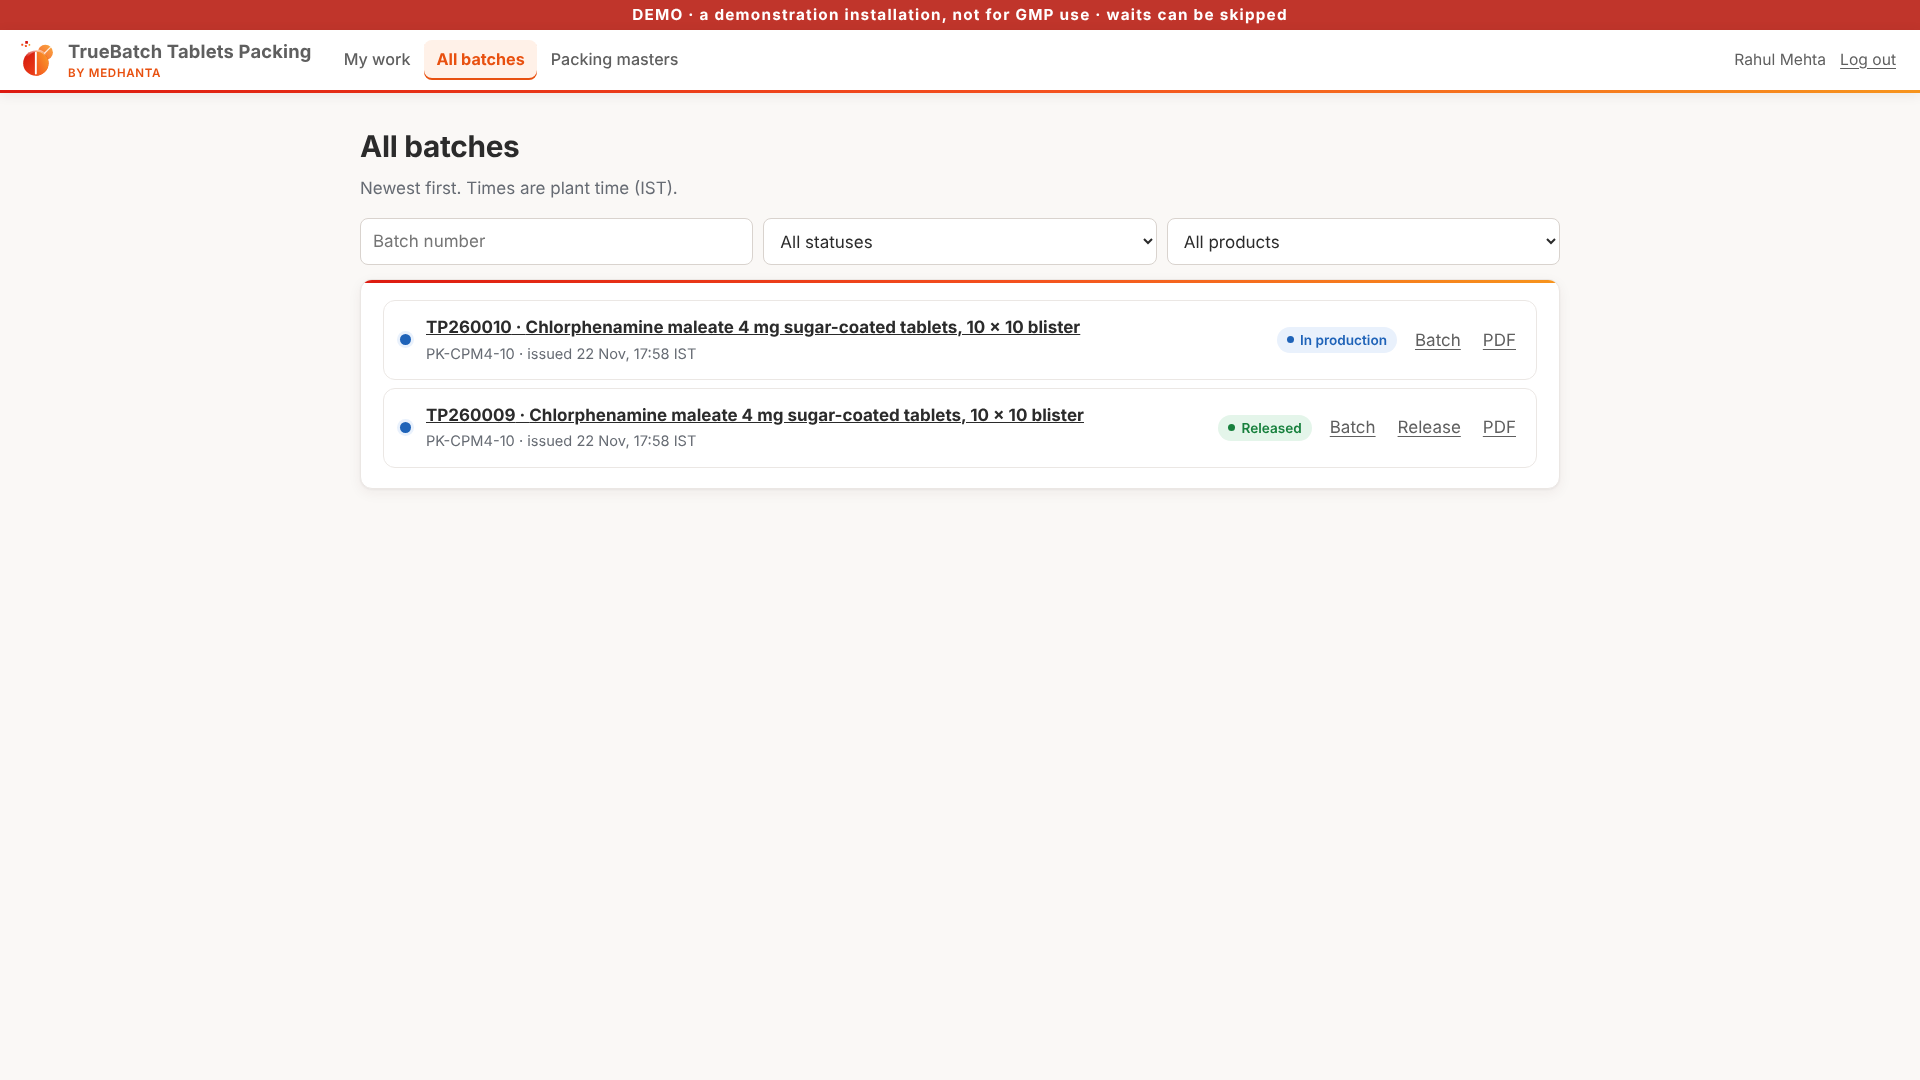 DEMO · a demonstration installation, not for GMP use · waits can be skipped
TrueBatch Tablets Packing
BY MEDHANTA
My work
All batches
Packing masters
Rahul Mehta
Log out
All batches
Newest first. Times are plant time (IST).
Batch number
All statuses
All products
TP260010 · Chlorphenamine maleate 4 mg sugar-coated tablets, 10 × 10 blister
PK-CPM4-10 · issued 22 Nov, 17:58 IST
In production
Batch
PDF
TP260009 · Chlorphenamine maleate 4 mg sugar-coated tablets, 10 × 10 blister
PK-CPM4-10 · issued 22 Nov, 17:58 IST
Released
Batch
Release
PDF